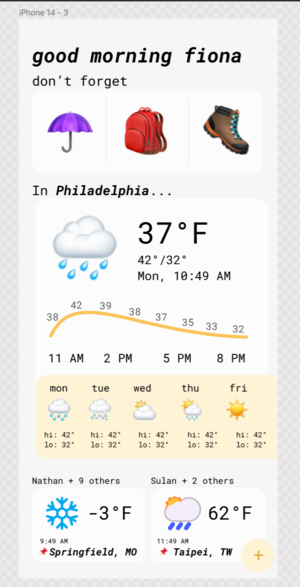 iPhone 14 - 3
good morning fiona
don't forget
In Philadelphia...
37°F
42°/32°
Mon, 10:49 AM
38 42 39 38 37 35 33 32
11 AM 2 PM 5 PM 8 PM
mon tue wed thu fri
hi: 42° hi: 42° hi: 42° hi: 42° hi: 42°
lo: 32° lo: 32° lo: 32° lo: 32° lo: 32°
Nathan + 9 others
Sulan + 2 others
-3°F
62°F
9:49 AM
Springfield, MO
11:49 AM
Taipei, TW
+